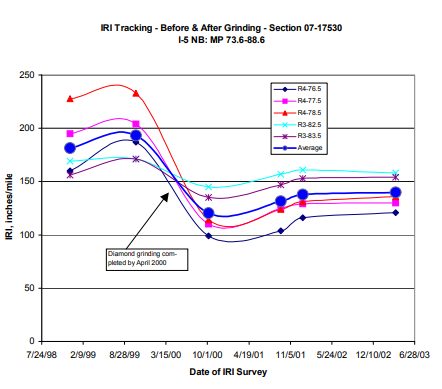 IRI Tracking - Before & After Grinding - Section 07-17530
I-5 NB: MP 73.6-88.6
250
200
150
100
50
0
IRI, inches/mile
R4-76.5
R4-77.5
R4-78.5
R3-82.5
R3-83.5
Average
Diamond grinding com-
pleted by April 2000
7/24/98 2/9/99 8/28/99 3/15/00 10/1/00 4/19/01 11/5/01 5/24/02 12/10/02 6/28/03
Date of IRI Survey